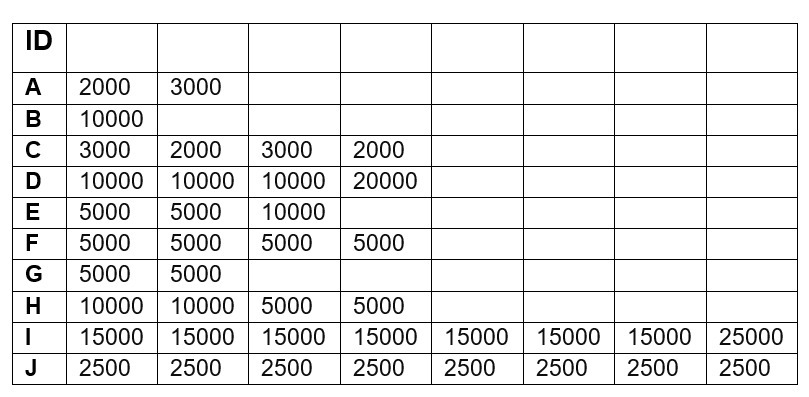 ID
A 2000 3000
B 10000
C 3000 2000 3000 2000
D 10000 10000 10000 20000
E 5000 5000 10000
F 5000 5000 5000 5000
G 5000 5000
H 10000 10000 5000 5000
I 15000 15000 15000 15000 15000 15000 15000 25000
J 2500 2500 2500 2500 2500 2500 2500 2500